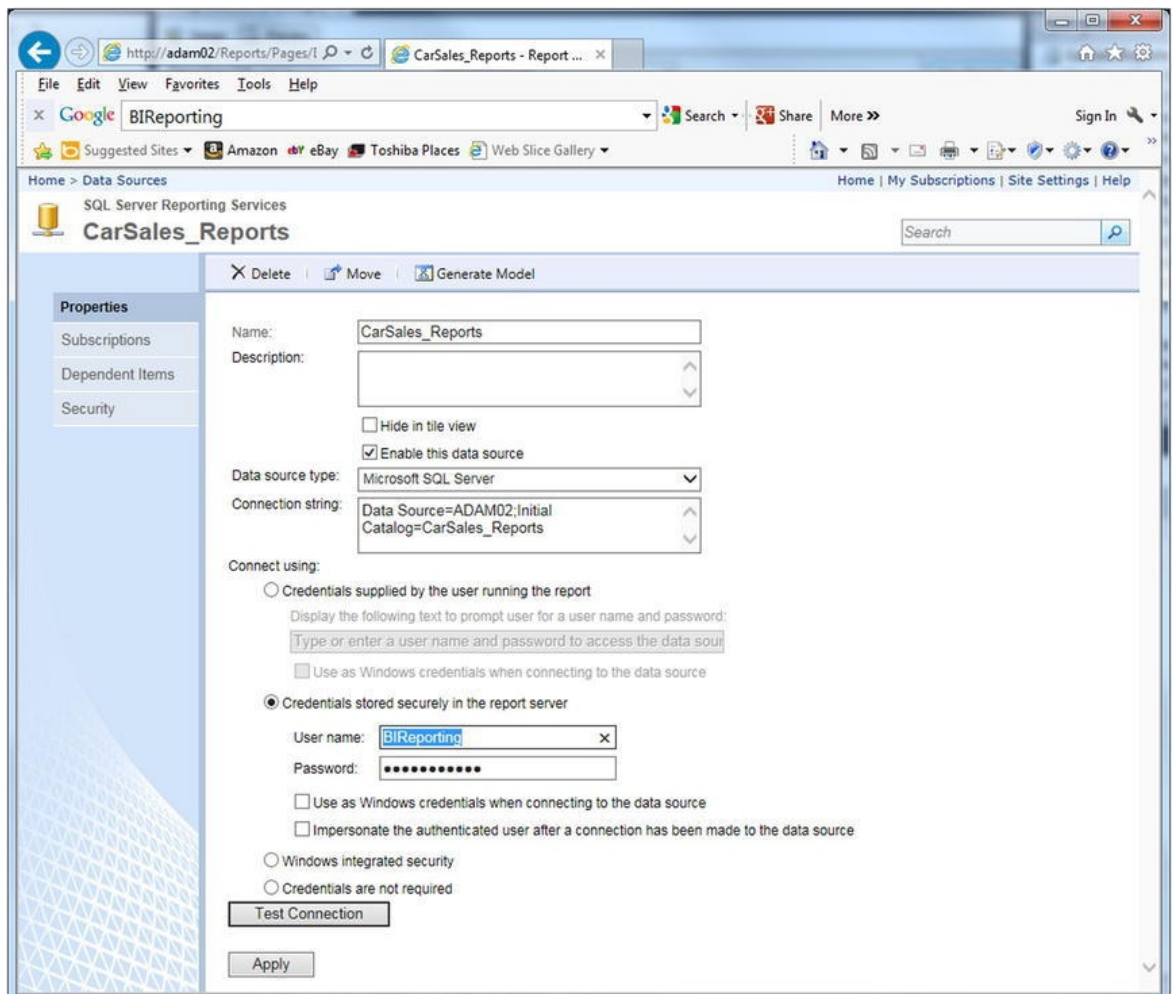 http://adam02/Reports/Pages/I
CarSales_Reports - Report ...
File Edit View Favorites Tools Help
x Google BIReporting Search Share More » Sign In
Suggested Sites Amazon ebY eBay Toshiba Places Web Slice Gallery
Home > Data Sources Home | My Subscriptions | Site Settings | Help
SQL Server Reporting Services
CarSales_Reports
Search
Delete Move Generate Model
Properties
Subscriptions
Dependent Items
Security
Name: CarSales_Reports
Description:
Hide in tile view
Enable this data source
Data source type: Microsoft SQL Server
Connection string: Data Source=ADAM02;Initial
Catalog=CarSales_Reports
Connect using:
Credentials supplied by the user running the report
Display the following text to prompt user for a user name and password:
Type or enter a user name and password to access the data sour
Use as Windows credentials when connecting to the data source
Credentials stored securely in the report server
User name: BIReporting
Password: ●●●●●●●●●●●
Use as Windows credentials when connecting to the data source
Impersonate the authenticated user after a connection has been made to the data source
Windows integrated security
Credentials are not required
Test Connection
Apply